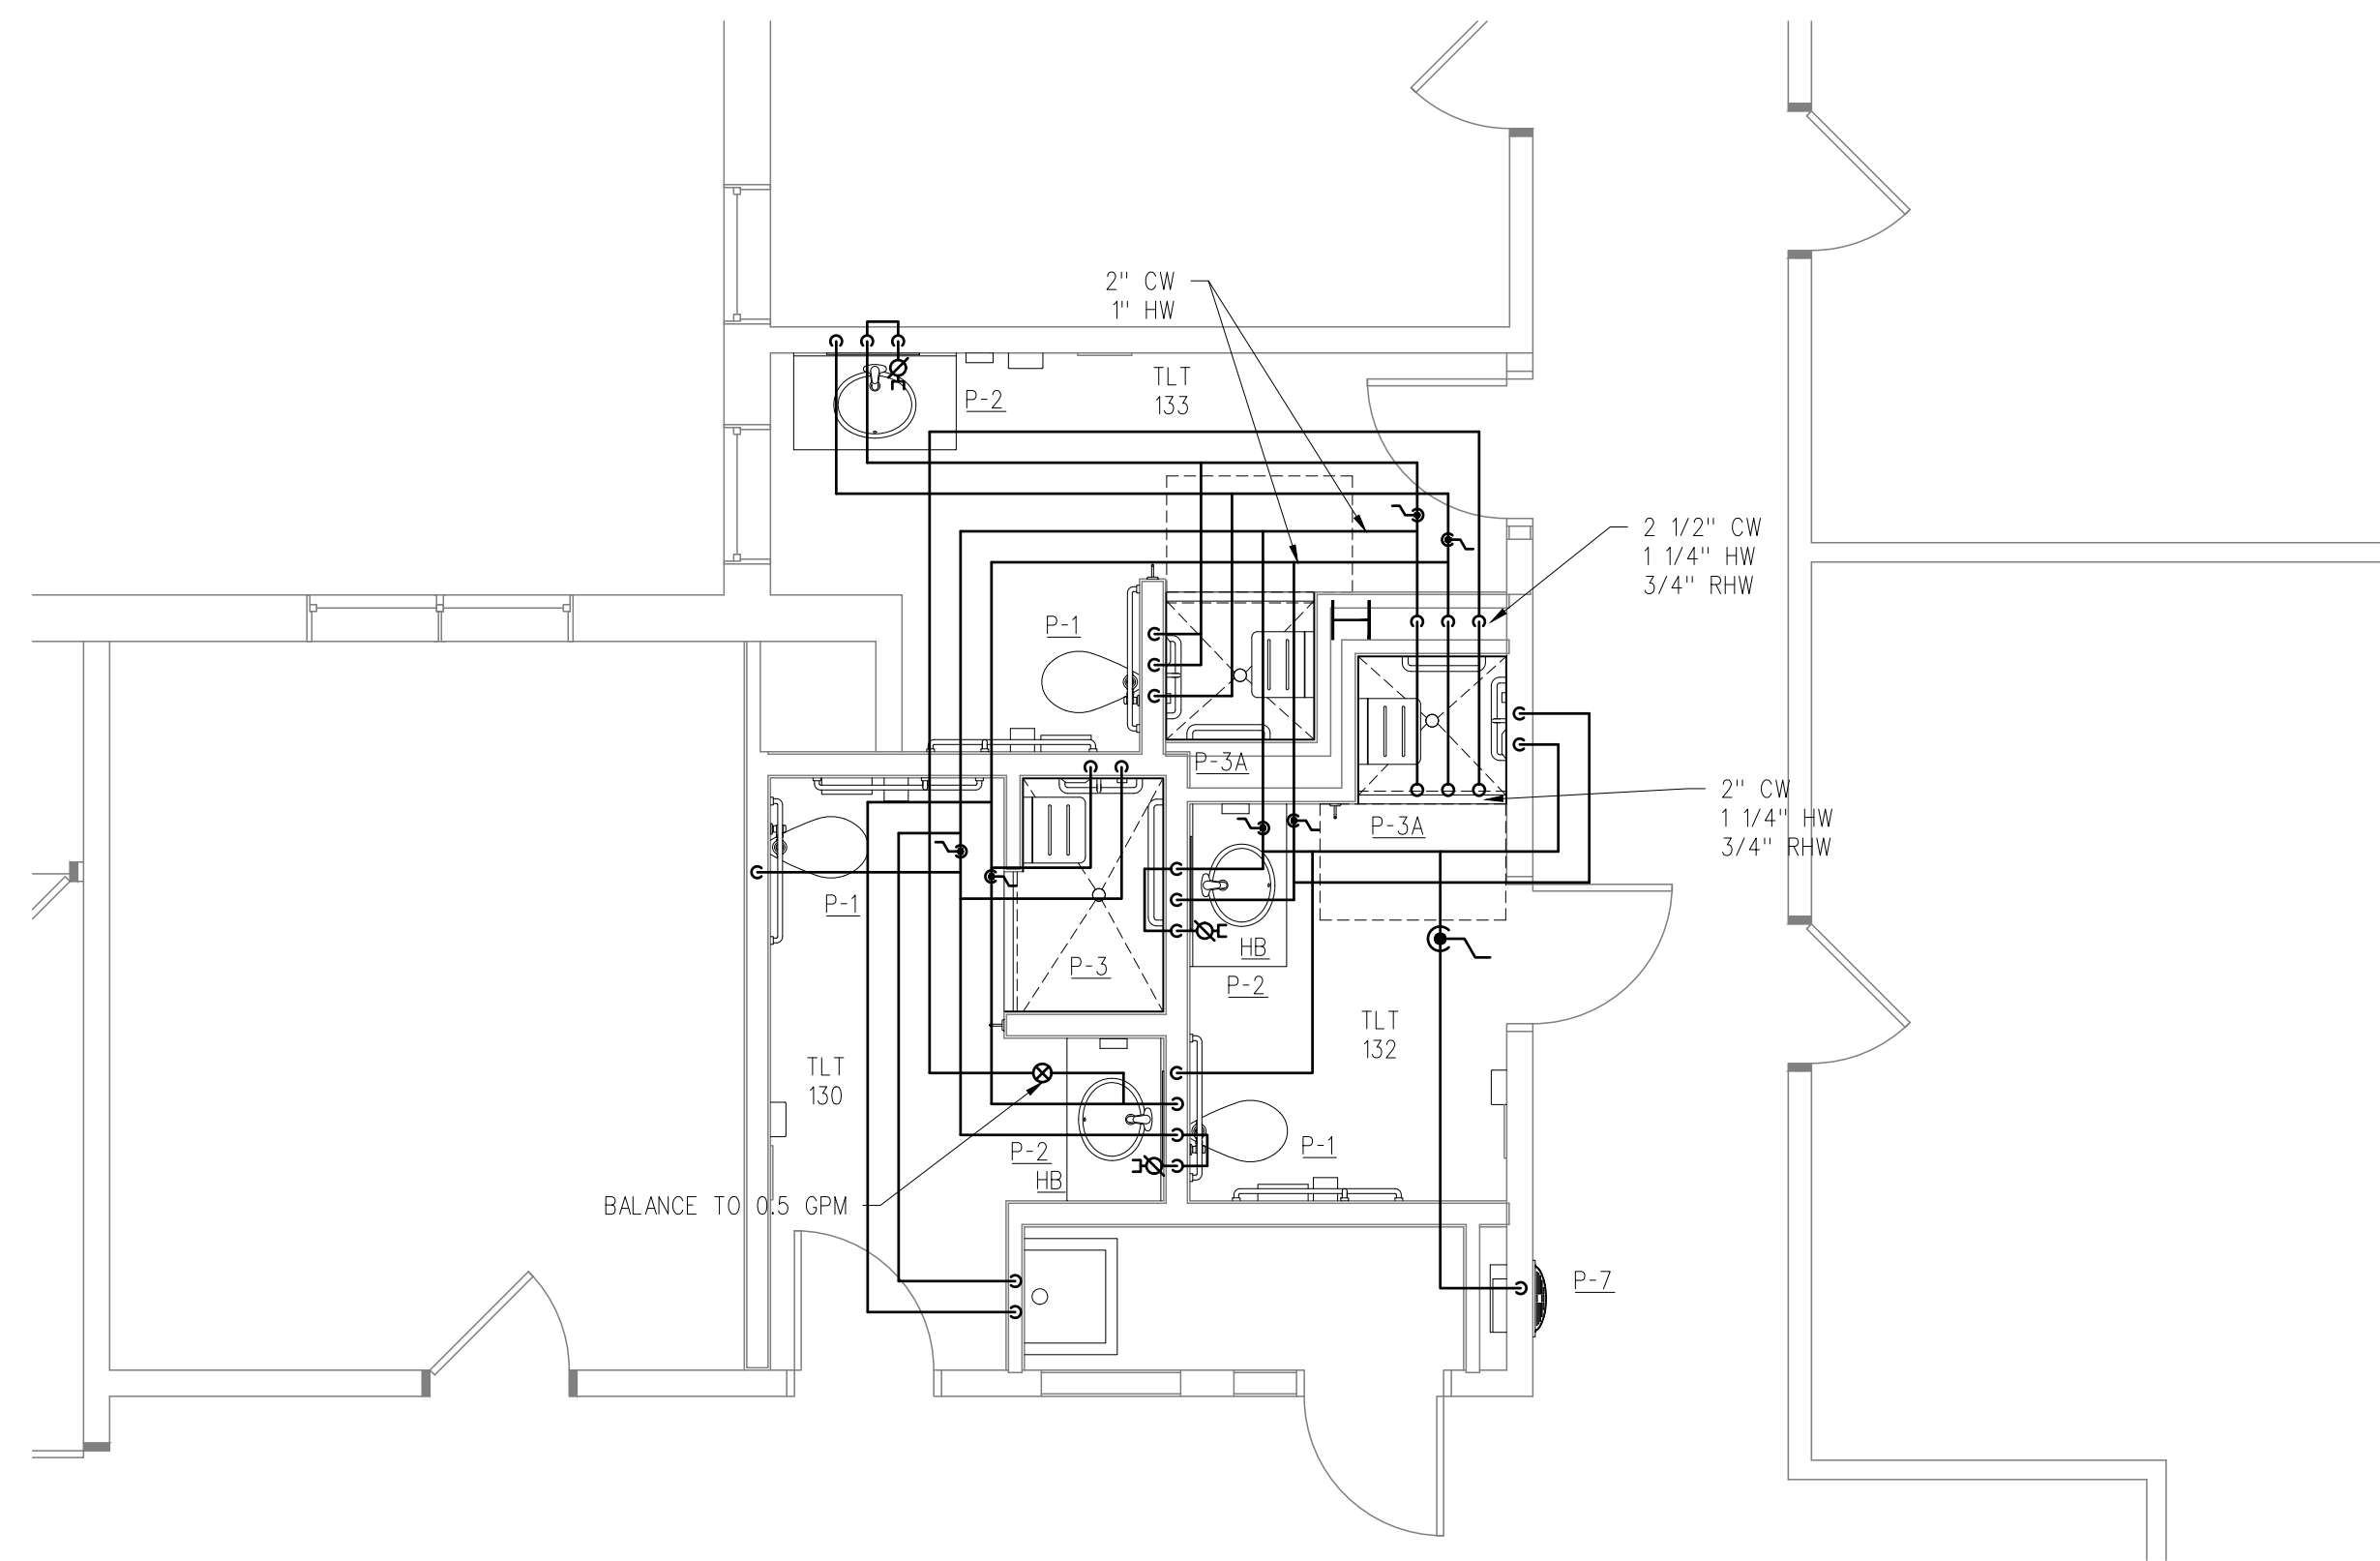 2" CW
1" HW
TLT
133
P-2
2 1/2" CW
1 1/4" HW
3/4" RHW
P-1
P-3A
2" CW
1 1/4" HW
3/4" RHW
P-3A
P-1
HB
P-3
P-2
TLT
132
TLT
130
P-2
HB
P-1
BALANCE TO 0.5 GPM
P-7